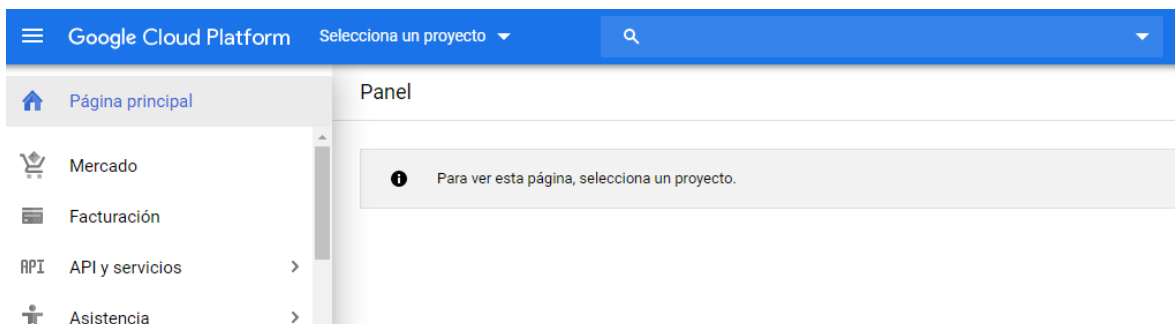 Google Cloud Platform Selecciona un proyecto
Página principal
Panel
Mercado
Para ver esta página, selecciona un proyecto.
Facturación
API API y servicios
Asistencia